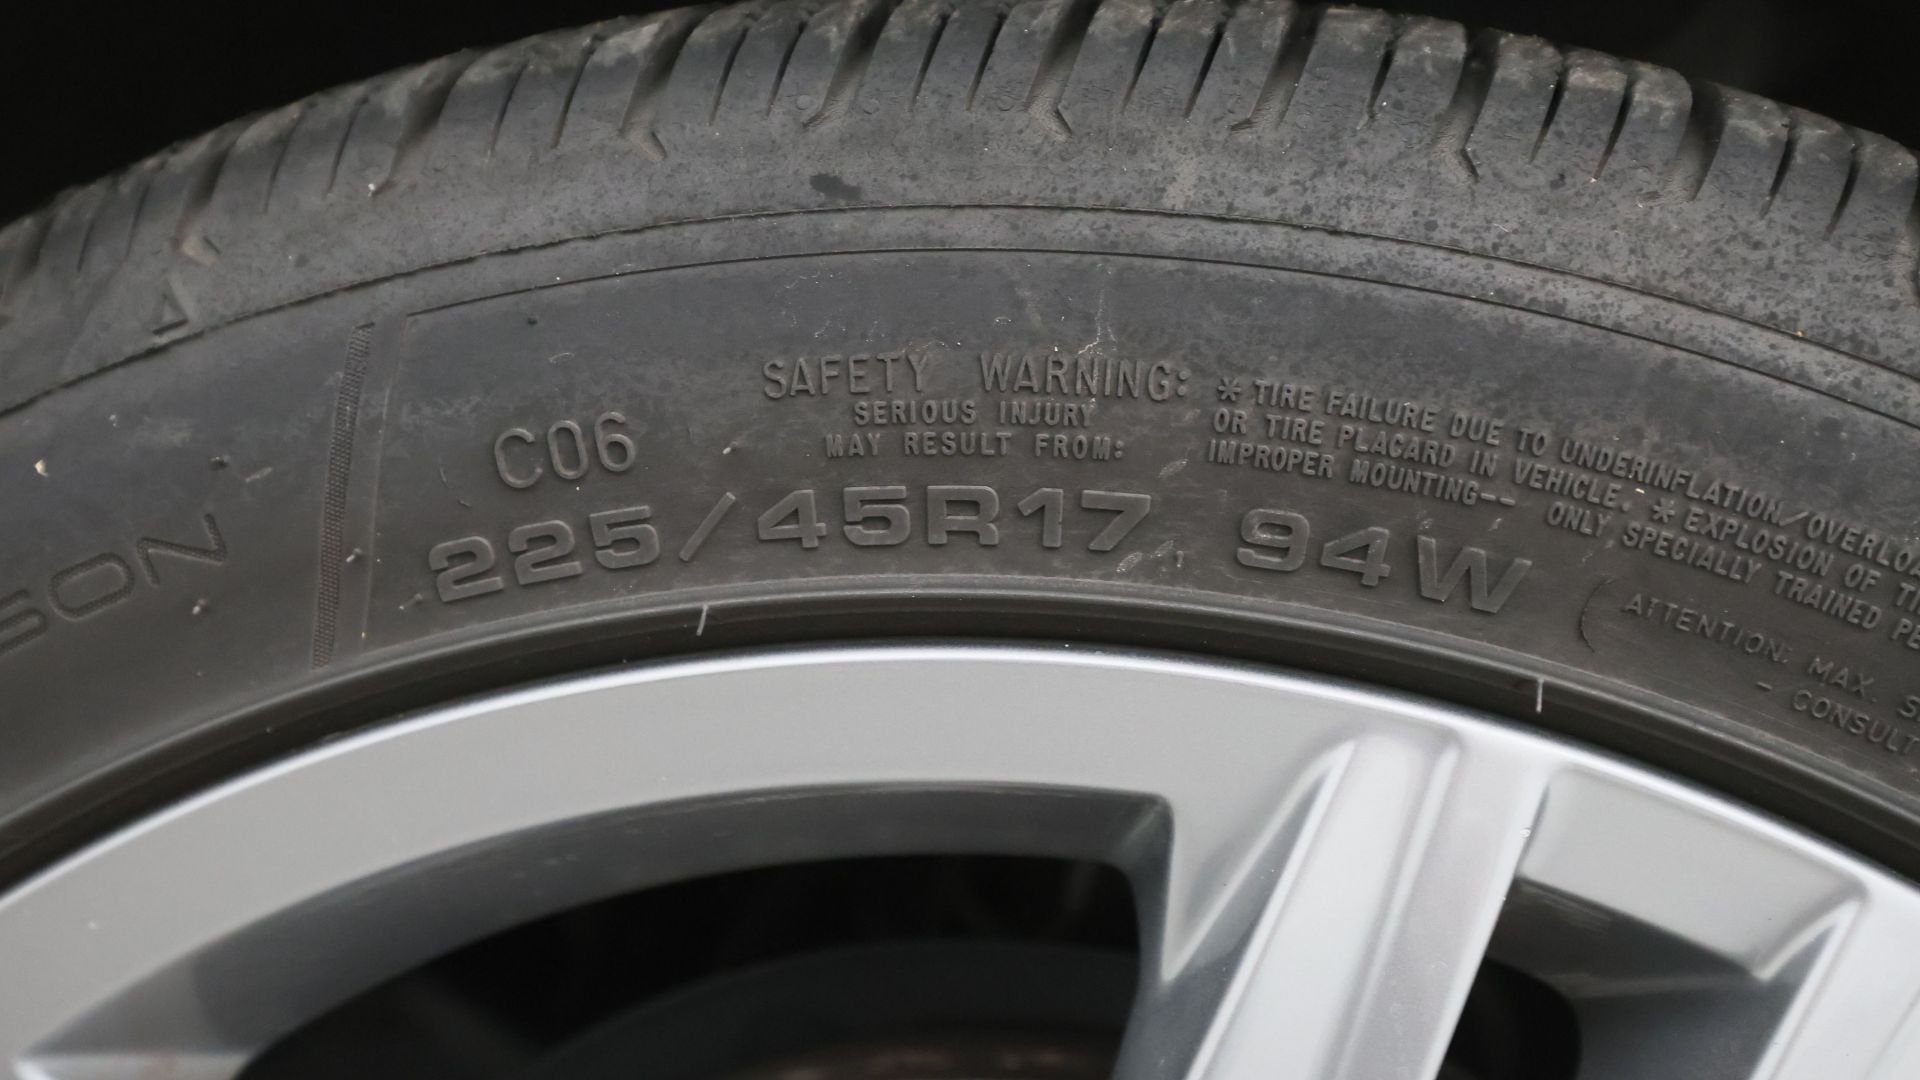 SAFETY WARNING:
SERIOUS INJURY
MAY RESULT FROM:
* TIRE FAILURE DUE TO UNDERINFLATION/OVERLOA
OR TIRE PLACARD IN VEHICLE. * EXPLOSION OF TI
IMPROPER MOUNTING-- ONLY SPECIALLY TRAINED PE
C06
225/45R17 94W
ATTENTION: MAX. S
- CONSULT
SON